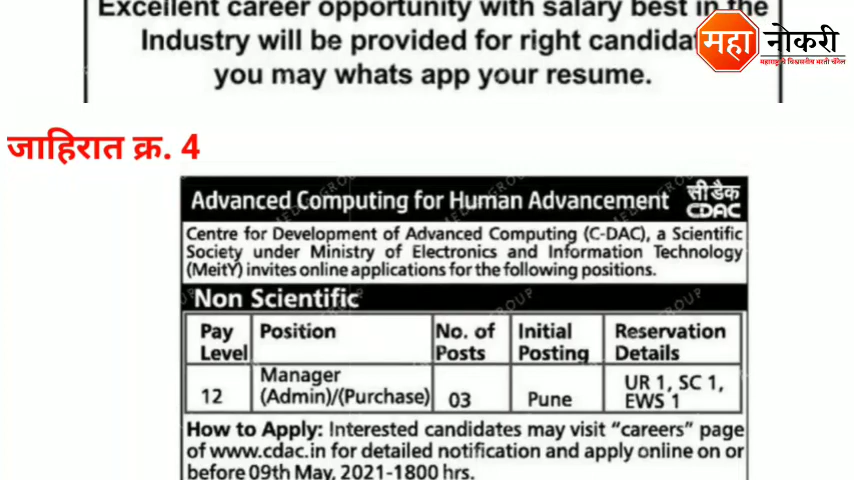 Excellent career opportunity with salary best in the
Industry will be provided for right
you may whats app your resume.
महा नोकरी
जाहिरात क्र. 4
Advanced Computing for Human Advancement
सी डैक
CDAC
Centre for Development of Advanced Computing (C-DAC), a Scientific
Society under Ministry of Electronics and Information Technology
(MeitY) invites online applications for the following positions.
Non Scientific
Pay Level Position No. of Posts Initial Posting Reservation Details
12 Manager (Admin)/(Purchase) 03 Pune UR 1, SC 1, EWS 1
How to Apply: Interested candidates may visit “careers” page
of www.cdac.in for detailed notification and apply online on or
before 09th May, 2021-1800 hrs.